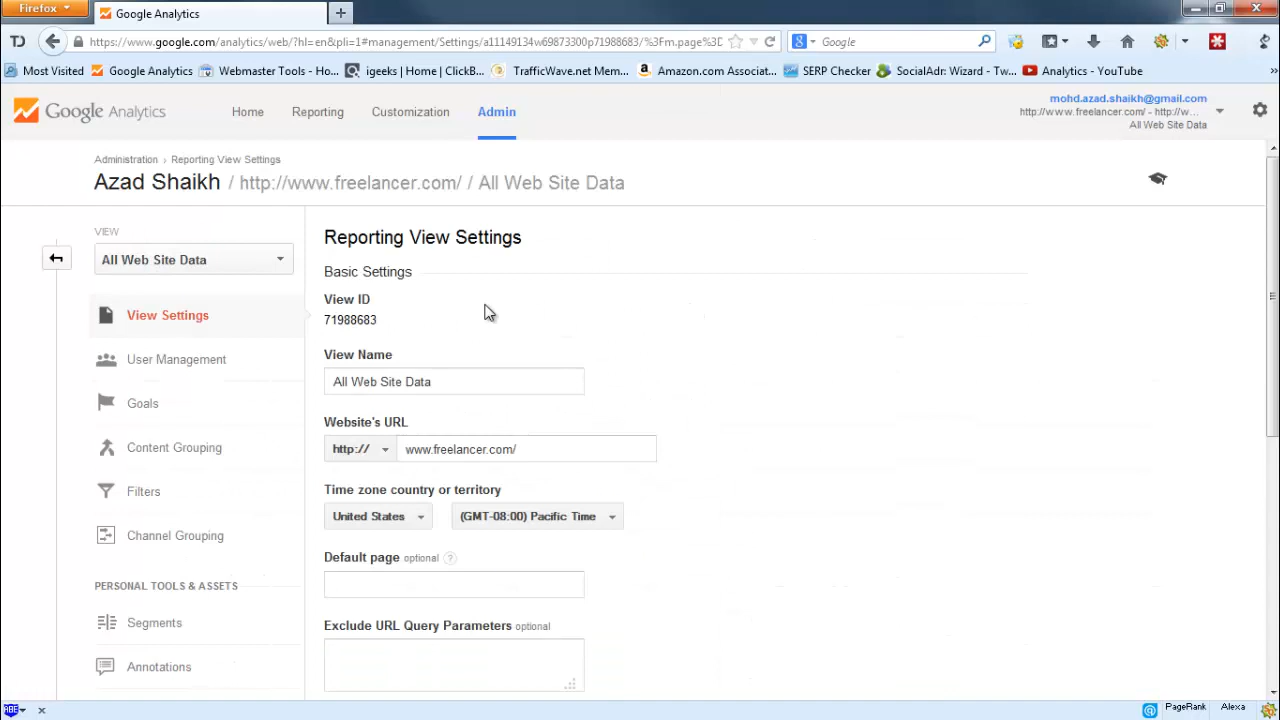 Firefox
Google Analytics
https://www.google.com/analytics/web/?hl=en&pli=1#management/Settings/a11110134w69873300p71988683/%3Fm.page%3D
Google
Most Visited Google Analytics Webmaster Tools - Ho... igeeks | Home | ClickB... TrafficWave.net Mem... Amazon.com Associat... SERP Checker SocialAdr: Wizard - Tw... Analytics - YouTube
Google Analytics
Home Reporting Customization Admin
mohd.azad.shaikh@gmail.com
http://www.freelancer.com/ - http://w...
All Web Site Data
Administration › Reporting View Settings
Azad Shaikh / http://www.freelancer.com/ / All Web Site Data
VIEW
All Web Site Data
View Settings
User Management
Goals
Content Grouping
Filters
Channel Grouping
PERSONAL TOOLS & ASSETS
Segments
Annotations
Reporting View Settings
Basic Settings
View ID
71988683
View Name
All Web Site Data
Website's URL
http:// www.freelancer.com/
Time zone country or territory
United States (GMT-08:00) Pacific Time
Default page optional ?
Exclude URL Query Parameters optional
PageRank Alexa